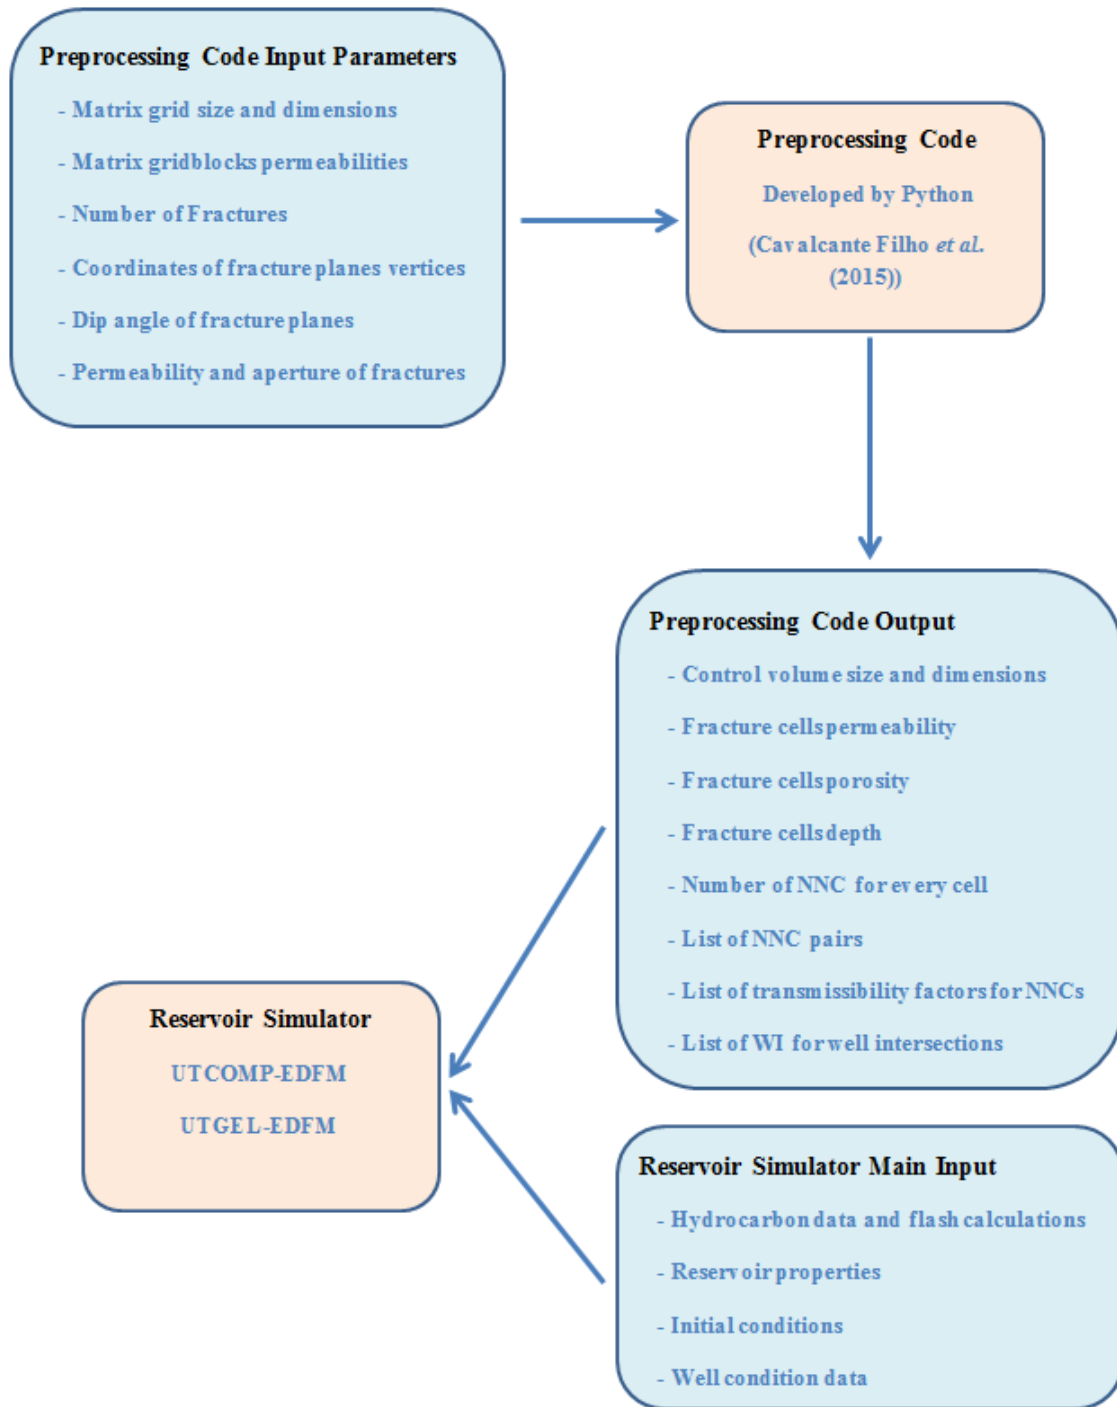 Preprocessing Code Input Parameters
- Matrix grid size and dimensions
- Matrix gridblocks permeabilities
- Number of Fractures
- Coordinates of fracture planes vertices
- Dip angle of fracture planes
- Permeability and aperture of fractures
Preprocessing Code
Developed by Python
(Cavalcante Filho et al.
(2015))
Preprocessing Code Output
- Control volume size and dimensions
- Fracture cells permeability
- Fracture cells porosity
- Fracture cells depth
- Number of NNC for every cell
- List of NNC pairs
- List of transmissibility factors for NNCs
- List of WI for well intersections
Reservoir Simulator
UTCOMP-EDFM
UTGEL-EDFM
Reservoir Simulator Main Input
- Hydrocarbon data and flash calculations
- Reservoir properties
- Initial conditions
- Well condition data